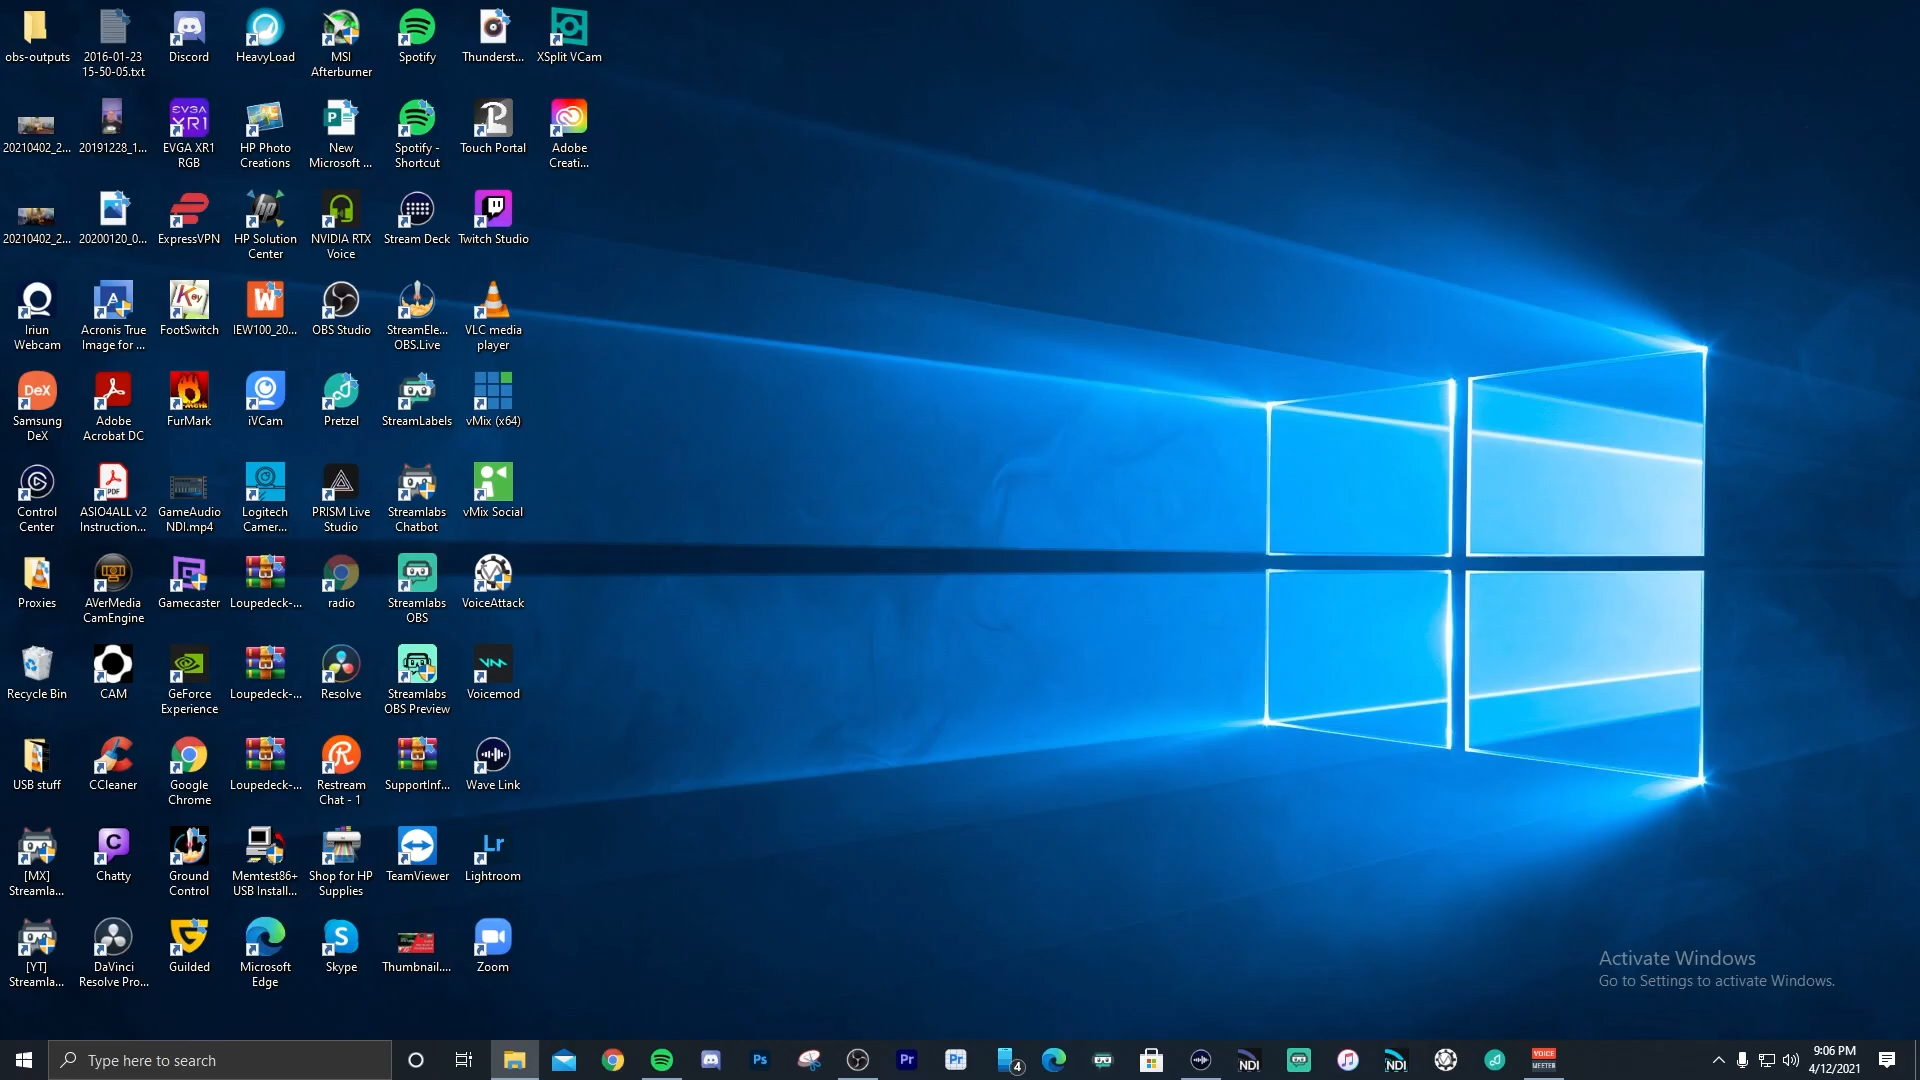 obs-outputs
2016-01-23
15-50-05.txt
Discord
HeavyLoad
MSI
Afterburner
Spotify
Thunderst...
XSplit VCam
20210402_2...
20191228_1...
EVGA XR1
RGB
HP Photo
Creations
New
Microsoft ...
Spotify -
Shortcut
Touch Portal
Adobe
Creati...
20210402_2...
20200120_0...
ExpressVPN
HP Solution
Center
NVIDIA RTX
Voice
Stream Deck
Twitch Studio
Iriun
Webcam
Acronis True
Image for ...
FootSwitch
IEW100_20...
OBS Studio
StreamEle...
OBS.Live
VLC media
player
Samsung
DeX
Adobe
Acrobat DC
FurMark
iVCam
Pretzel
StreamLabels
vMix (x64)
Control
Center
ASIO4ALL v2
Instruction...
GameAudio
NDI.mp4
Logitech
Camer...
PRISM Live
Studio
Streamlabs
Chatbot
vMix Social
Proxies
AVerMedia
CamEngine
Gamecaster
Loupedeck-...
radio
Streamlabs
OBS
VoiceAttack
Recycle Bin
CAM
GeForce
Experience
Loupedeck-...
Resolve
Streamlabs
OBS Preview
Voicemod
USB stuff
CCleaner
Google
Chrome
Loupedeck-...
Restream
Chat - 1
SupportInf...
Wave Link
[MX]
Streamla...
Chatty
Ground
Control
Memtest86+
USB Install...
Shop for HP
Supplies
TeamViewer
Lightroom
[YT]
Streamla...
DaVinci
Resolve Pro...
Guilded
Microsoft
Edge
Skype
Thumbnail....
Zoom
Activate Windows
Go to Settings to activate Windows.
Type here to search
Ps
Pr
Pr
4
NDI
NDI
VOICE
MEETER
9:06 PM
4/12/2021